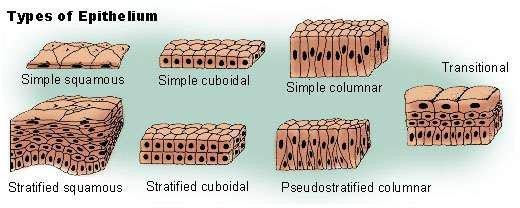 Types of Epithelium
Simple squamous
Simple cuboidal
Simple columnar
Transitional
Stratified squamous
Stratified cuboidal
Pseudostratified columnar